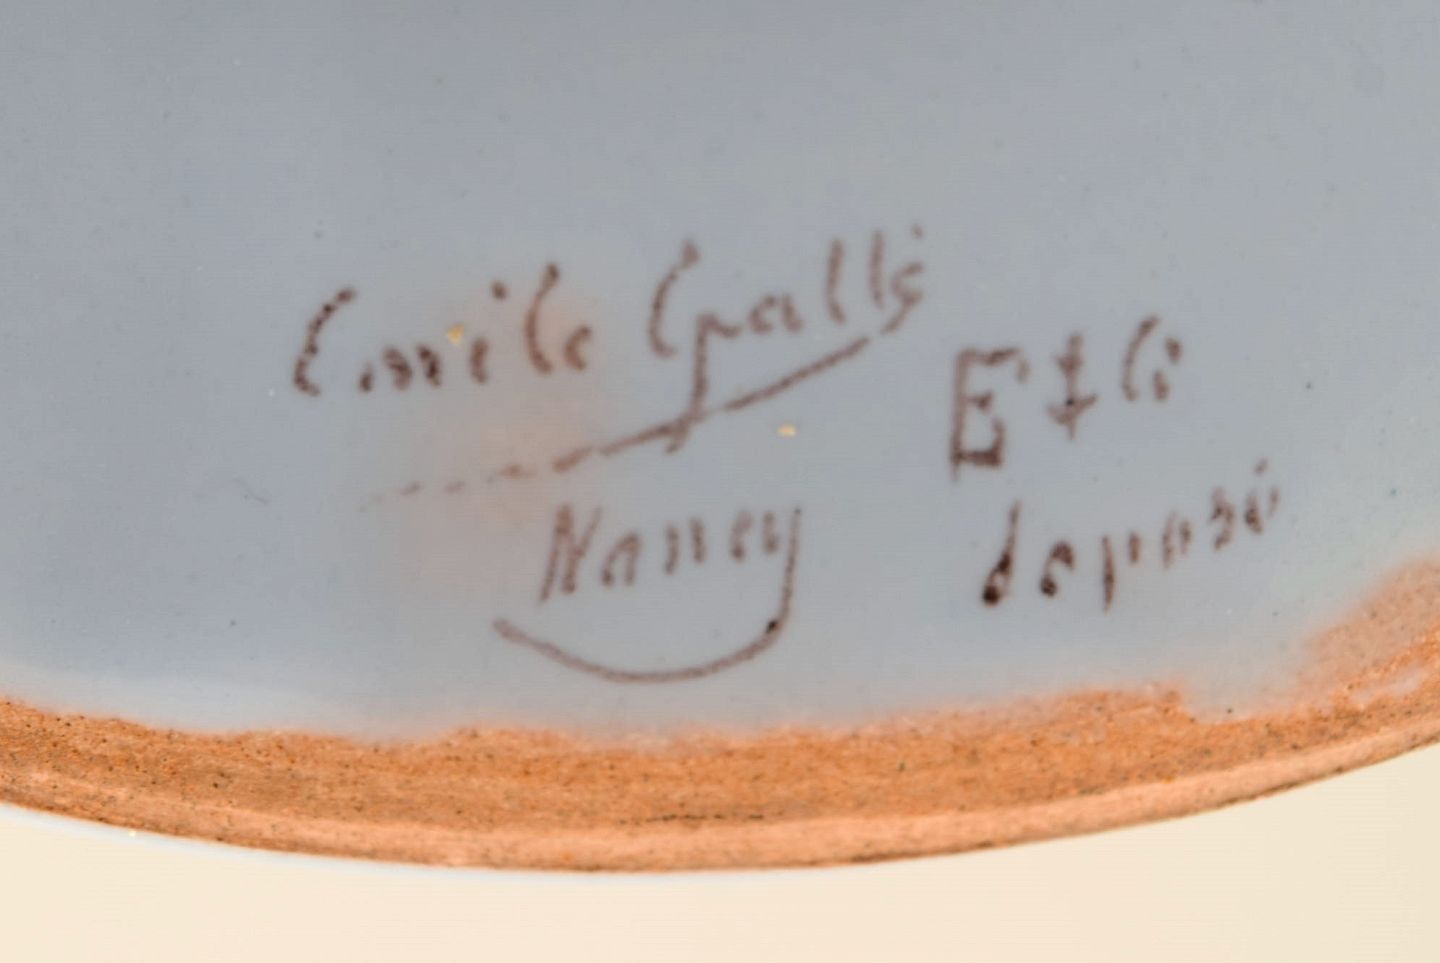 Emile Gallé
E ‡ G
Nancy
déposé